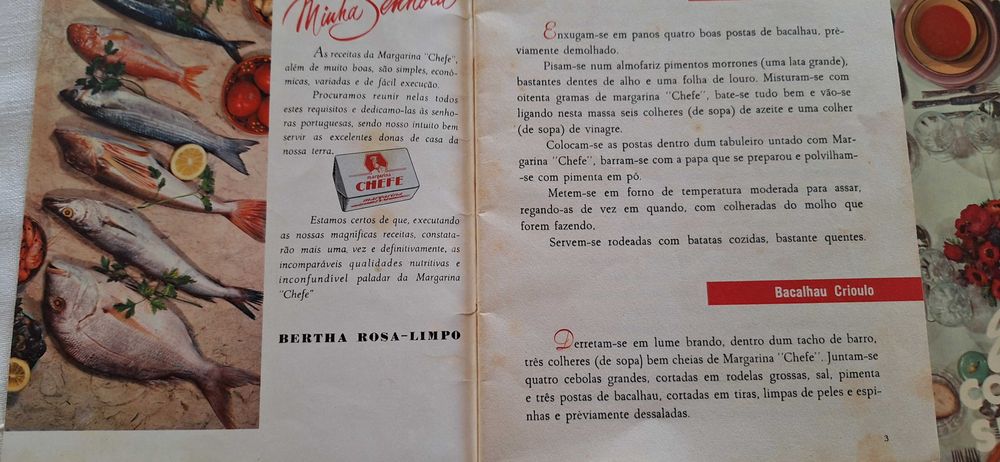 Minha Senhora
As receitas da Margarina "Chefe",
além de muito boas, são simples, econó-
micas, variadas e de fácil execução.
Procuramos reunir nelas todos
estes requisitos e dedicamo-las às senho-
ras portuguesas, sendo nosso intuito bem
servir as excelentes donas de casa da
nossa terra.
margarina
CHEFE
margarina
Estamos certos de que, executando
as nossas magníficas receitas, constata-
rão mais uma, vez e definitivamente, as
incomparáveis qualidades nutritivas e
inconfundível paladar da Margarina
"Chefe"
BERTHA ROSA-LIMPO
Enxugam-se em panos quatro boas postas de bacalhau, prè-
viamente demolhado.
Pisam-se num almofariz pimentos morrones (uma lata grande),
bastantes dentes de alho e uma folha de louro. Misturam-se com
oitenta gramas de margarina "Chefe", bate-se tudo bem e vão-se
ligando nesta massa seis colheres (de sopa) de azeite e uma colher
(de sopa) de vinagre.
Colocam-se as postas dentro dum tabuleiro untado com Mar-
garina "Chefe", barram-se com a papa que se preparou e polvilham-
-se com pimenta em pó.
Metem-se em forno de temperatura moderada para assar,
regando-as de vez em quando, com colheradas do molho que
forem fazendo.
Servem-se rodeadas com batatas cozidas, bastante quentes.
Bacalhau Crioulo
Derretam-se em lume brando, dentro dum tacho de barro,
três colheres (de sopa) bem cheias de Margarina "Chefe". Juntam-se
quatro cebolas grandes, cortadas em rodelas grossas, sal, pimenta
e três postas de bacalhau, cortadas em tiras, limpas de peles e espi-
nhas e prèviamente dessaladas.
3